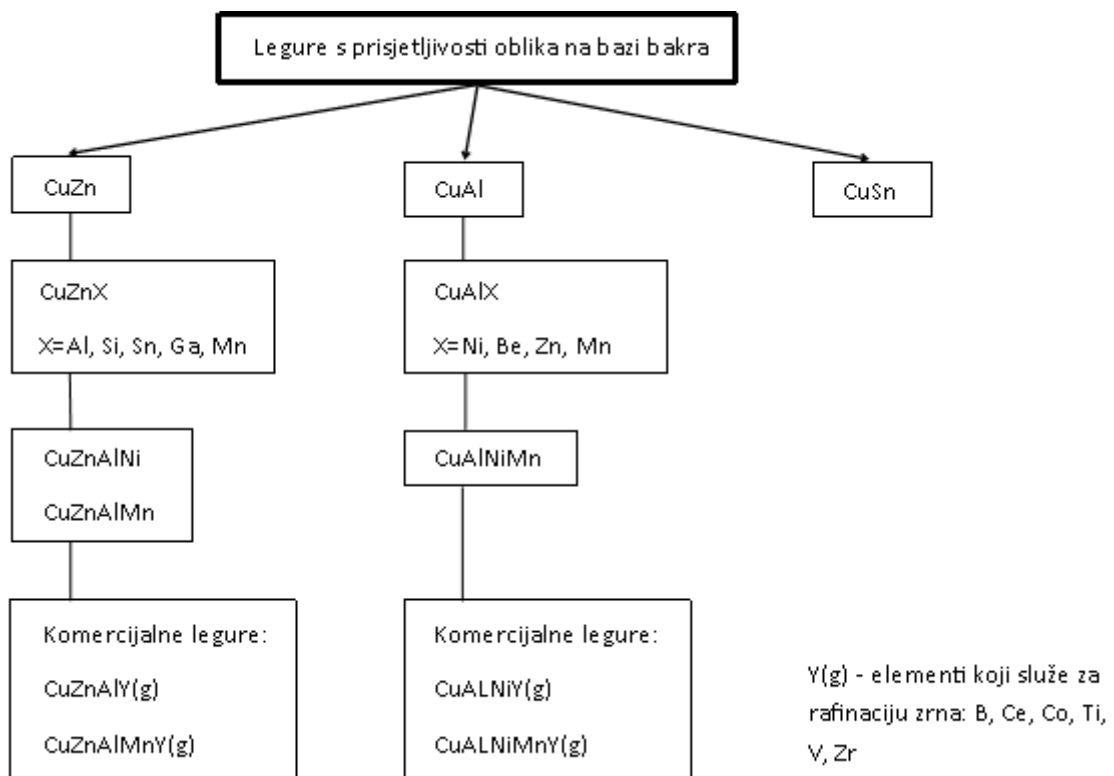 Legure s prisjetljivosti oblika na bazi bakra
CuZn
CuAl
CuSn
CuZnX
X=Al, Si, Sn, Ga, Mn
CuAlX
X=Ni, Be, Zn, Mn
CuZnAlNi
CuZnAlMn
CuAlNiMn
Komercijalne legure:
CuZnAlY(g)
CuZnAlMnY(g)
Komercijalne legure:
CuALNiY(g)
CuALNiMnY(g)
Y(g) - elementi koji služe za
rafinaciju zrna: B, Ce, Co, Ti,
V, Zr